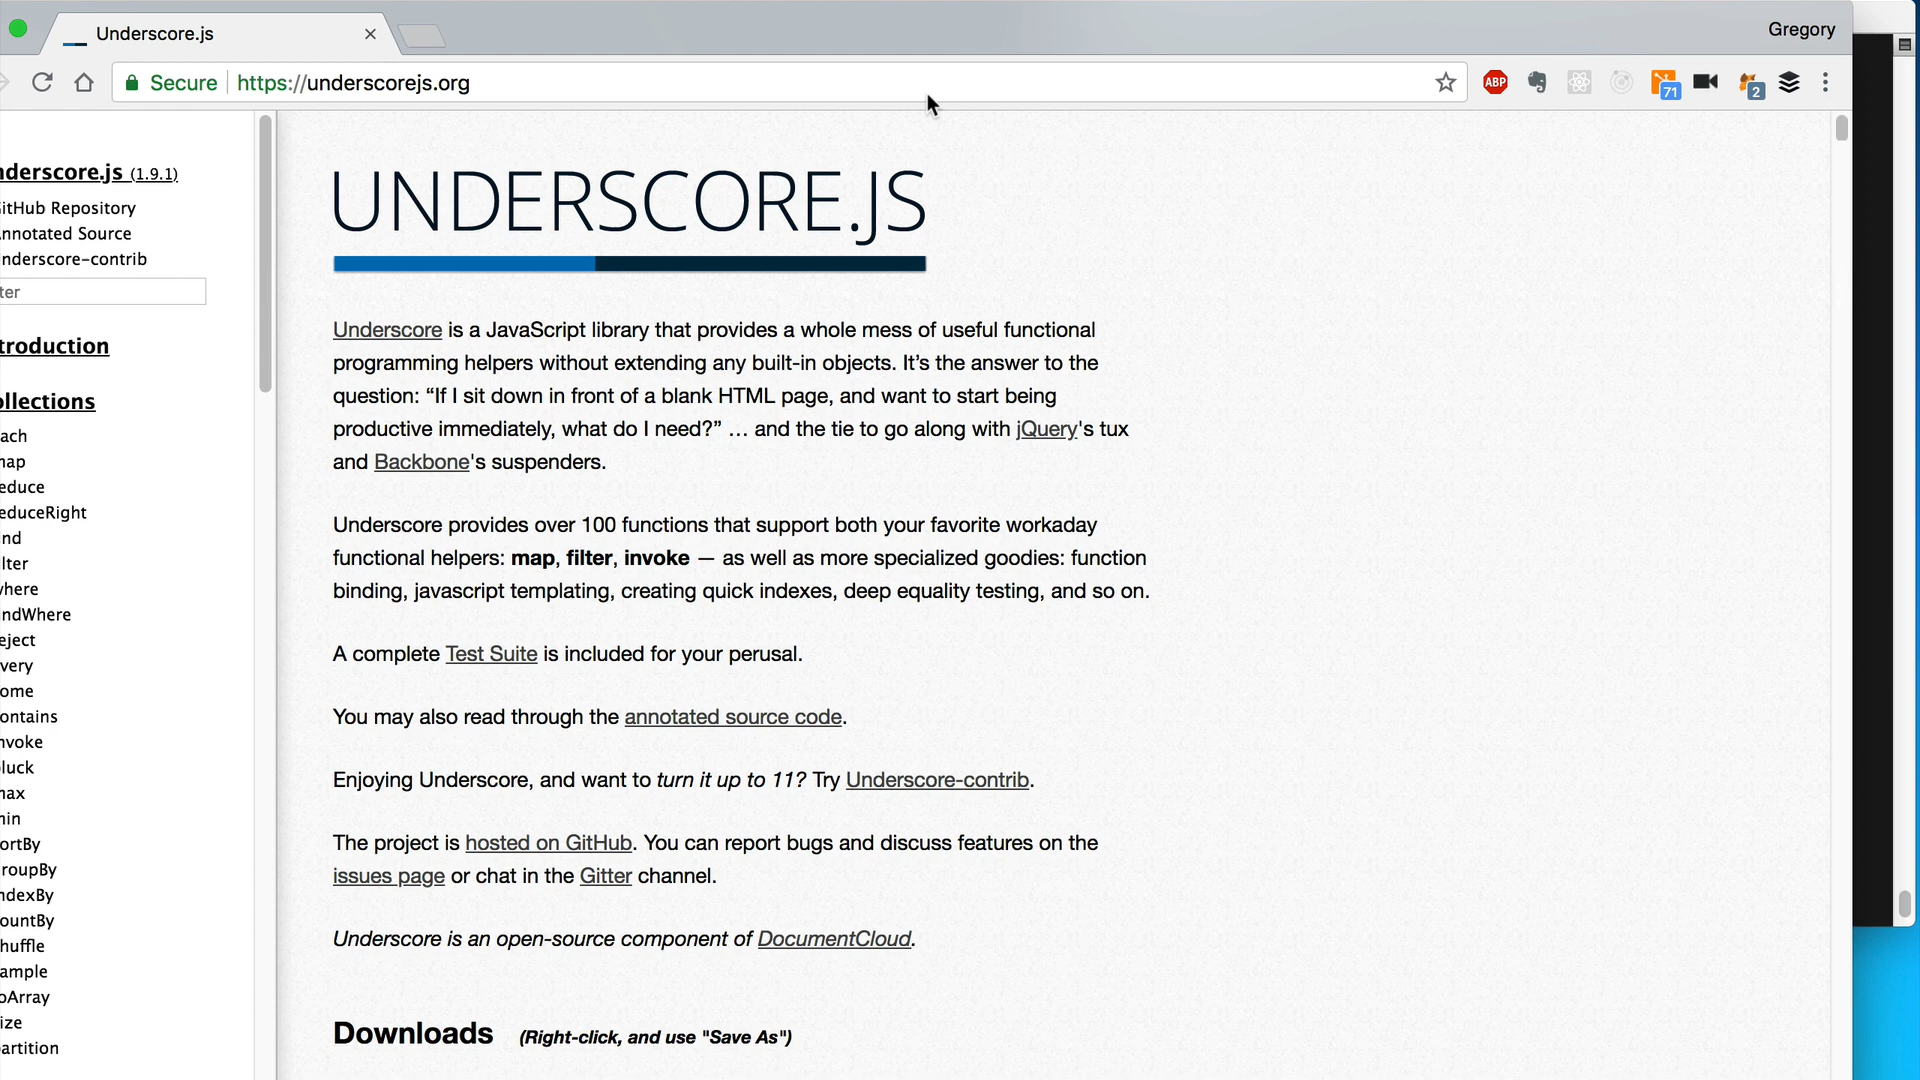 Underscore.js
Gregory
Secure https://underscorejs.org
ABP
71
2
nderscore.js (1.9.1)
itHub Repository
nnotated Source
nderscore-contrib
ter
troduction
ollections
ach
nap
educe
educeRight
nd
lter
where
ndWhere
eject
very
ome
ontains
nvoke
luck
nax
nin
ortBy
roupBy
ndexBy
ountBy
huffle
ample
oArray
ize
artition
UNDERSCORE.JS
Underscore is a JavaScript library that provides a whole mess of useful functional
programming helpers without extending any built-in objects. It’s the answer to the
question: “If I sit down in front of a blank HTML page, and want to start being
productive immediately, what do I need?” … and the tie to go along with jQuery's tux
and Backbone's suspenders.
Underscore provides over 100 functions that support both your favorite workaday
functional helpers: map, filter, invoke — as well as more specialized goodies: function
binding, javascript templating, creating quick indexes, deep equality testing, and so on.
A complete Test Suite is included for your perusal.
You may also read through the annotated source code.
Enjoying Underscore, and want to turn it up to 11? Try Underscore-contrib.
The project is hosted on GitHub. You can report bugs and discuss features on the
issues page or chat in the Gitter channel.
Underscore is an open-source component of DocumentCloud.
Downloads (Right-click, and use "Save As")